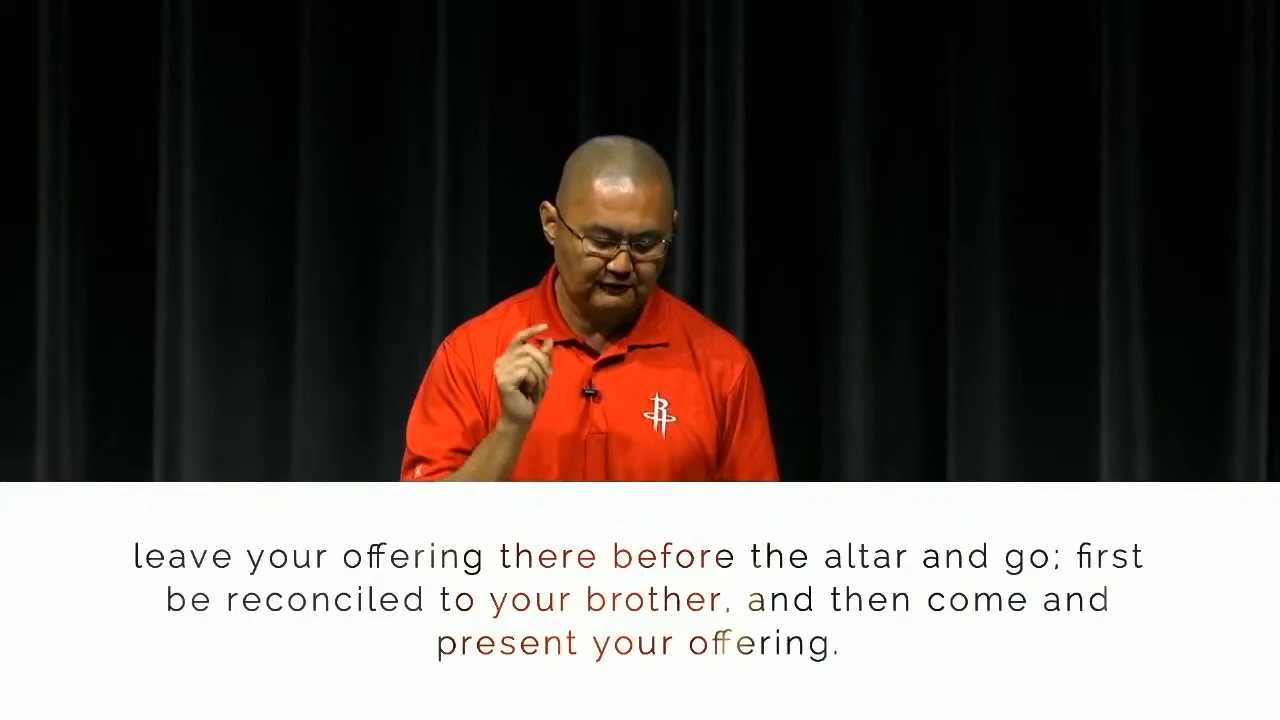 leave your offering there before the altar and go; first
be reconciled to your brother, and then come and
present your offering.